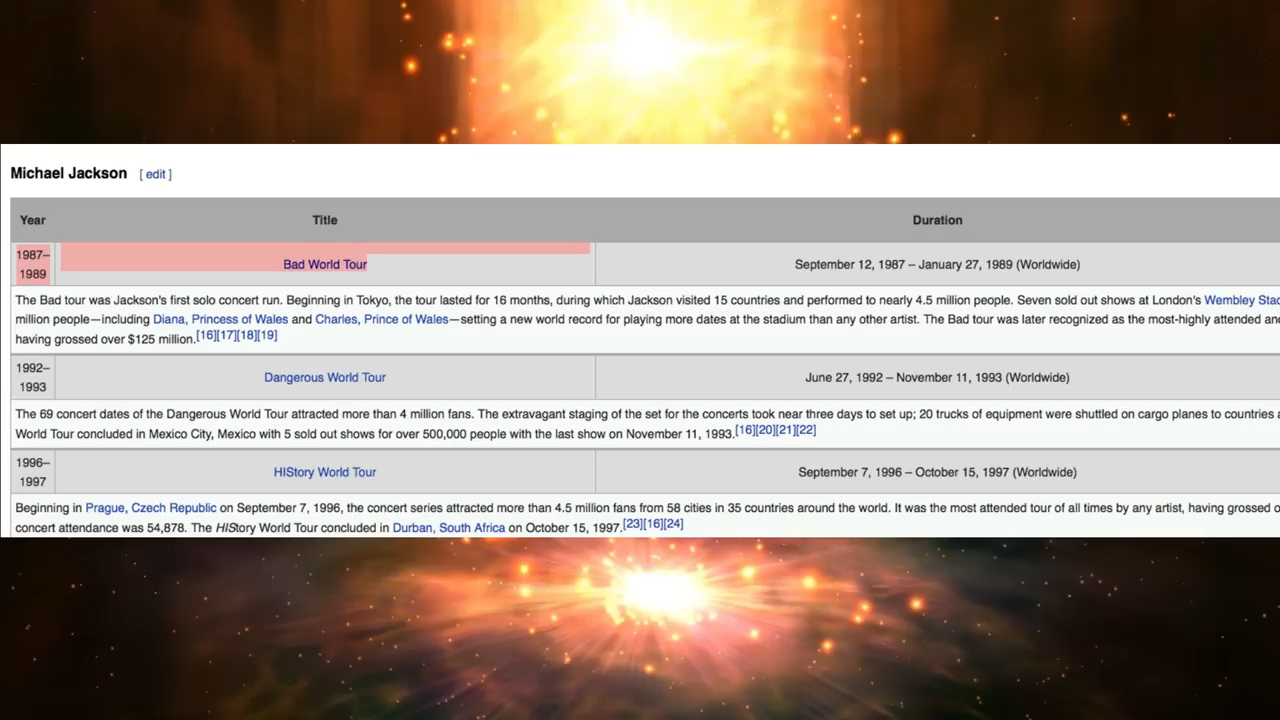 Michael Jackson [ edit ]
Year Title Duration
1987–
1989 Bad World Tour September 12, 1987 – January 27, 1989 (Worldwide)
The Bad tour was Jackson's first solo concert run. Beginning in Tokyo, the tour lasted for 16 months, during which Jackson visited 15 countries and performed to nearly 4.5 million people. Seven sold out shows at London's Wembley
million people—including Diana, Princess of Wales and Charles, Prince of Wales—setting a new world record for playing more dates at the stadium than any other artist. The Bad tour was later recognized as the most-highly attended
having grossed over $125 million.[16][17][18][19]
1992–
1993 Dangerous World Tour June 27, 1992 – November 11, 1993 (Worldwide)
The 69 concert dates of the Dangerous World Tour attracted more than 4 million fans. The extravagant staging of the set for the concerts took near three days to set up; 20 trucks of equipment were shuttled on cargo planes to countries
World Tour concluded in Mexico City, Mexico with 5 sold out shows for over 500,000 people with the last show on November 11, 1993.[16][20][21][22]
1996–
1997 HIStory World Tour September 7, 1996 – October 15, 1997 (Worldwide)
Beginning in Prague, Czech Republic on September 7, 1996, the concert series attracted more than 4.5 million fans from 58 cities in 35 countries around the world. It was the most attended tour of all times by any artist, having grossed
concert attendance was 54,878. The HIStory World Tour concluded in Durban, South Africa on October 15, 1997.[23][16][24]